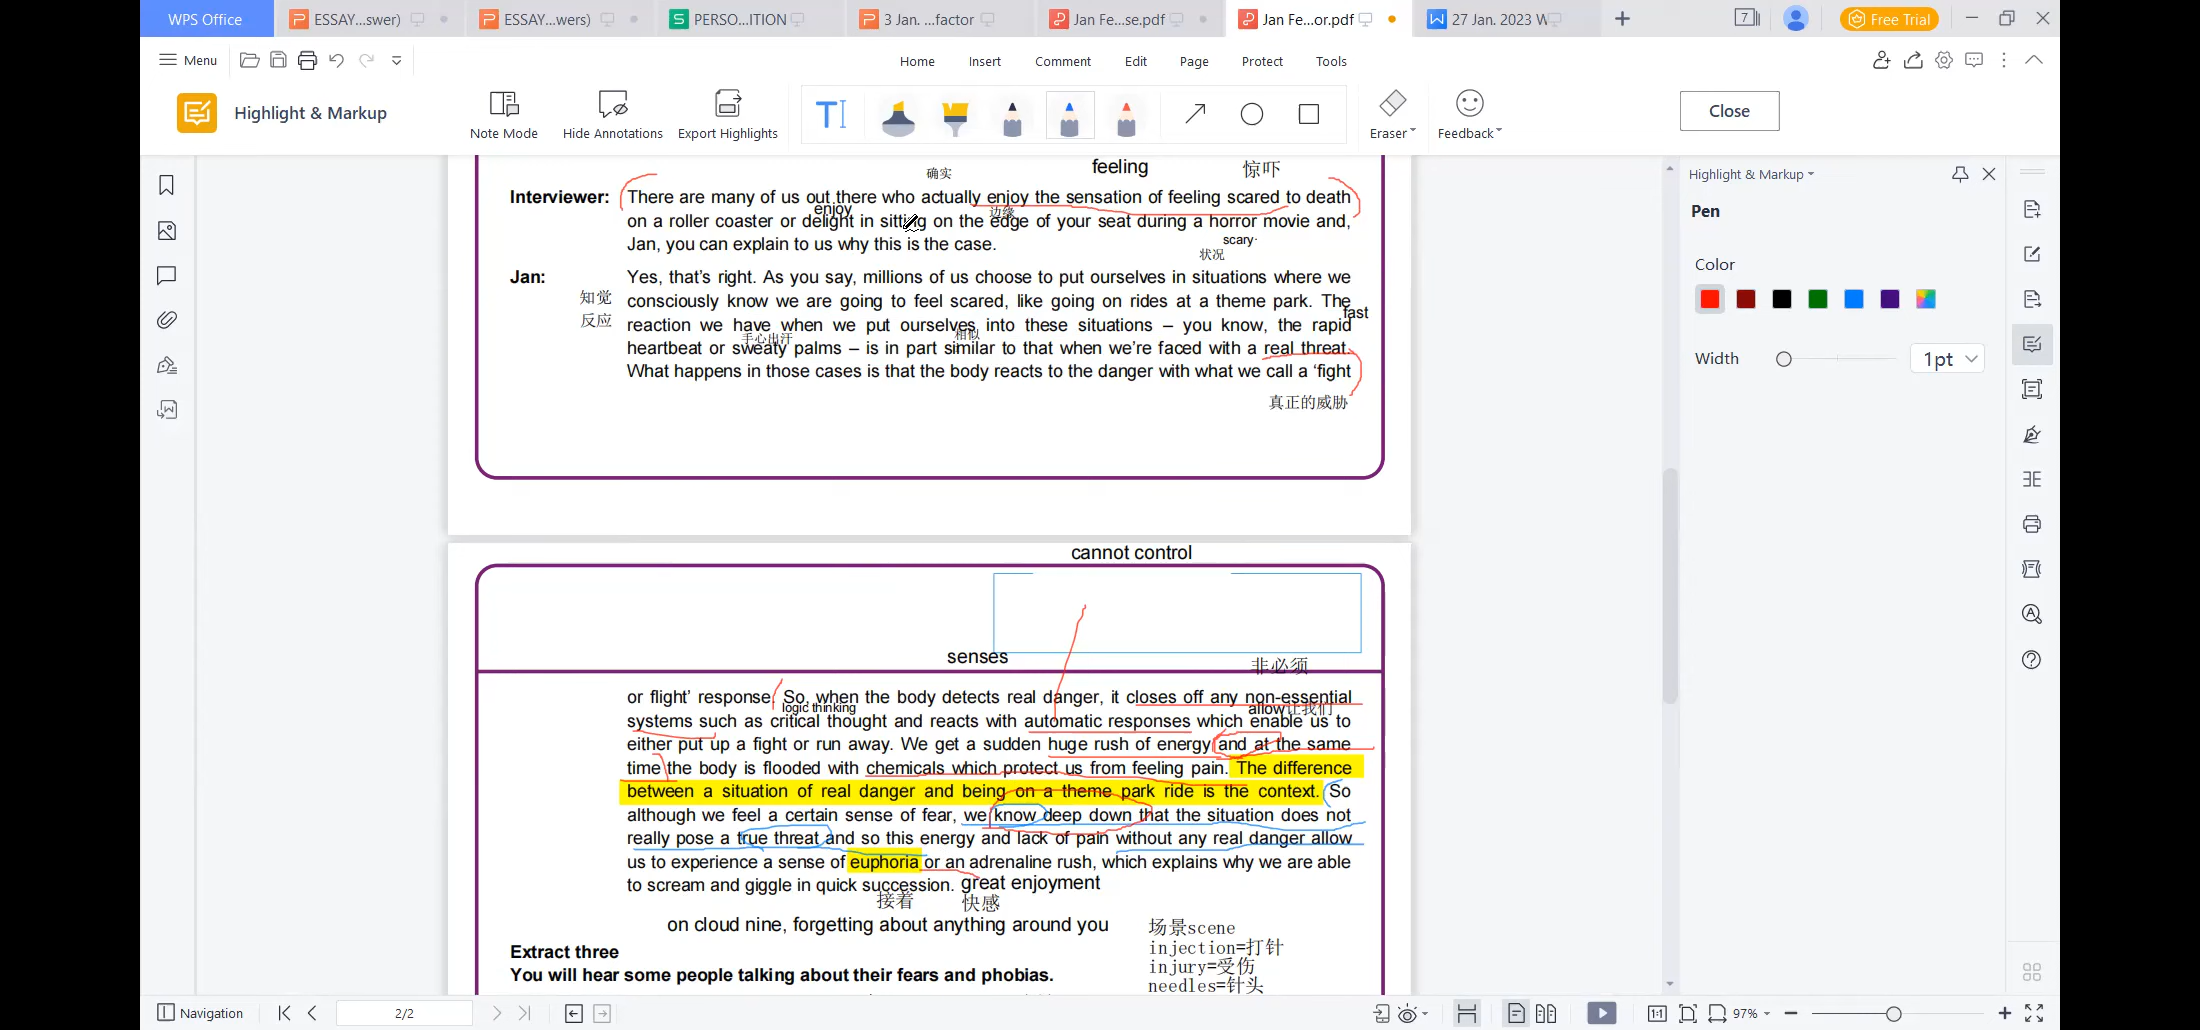 WPS Office
ESSAY...swer)
ESSAY...wers)
PERSO...ITION
3 Jan. ...factor
Jan Fe...se.pdf
Jan Fe...or.pdf
27 Jan. 2023 W
7
Free Trial
Menu
Home
Insert
Comment
Edit
Page
Protect
Tools
Highlight & Markup
Note Mode
Hide Annotations
Export Highlights
Eraser
Feedback
Close
feeling
惊吓
确实
Interviewer: There are many of us out there who actually enjoy the sensation of feeling scared to death
enjoy
边缘
on a roller coaster or delight in sitting on the edge of your seat during a horror movie and,
scary·
Jan, you can explain to us why this is the case.
状况
Jan: Yes, that's right. As you say, millions of us choose to put ourselves in situations where we
知觉
consciously know we are going to feel scared, like going on rides at a theme park. The
fast
反应
reaction we have when we put ourselves into these situations – you know, the rapid
手心出汗
相似
heartbeat or sweaty palms – is in part similar to that when we're faced with a real threat.
What happens in those cases is that the body reacts to the danger with what we call a 'fight
真正的威胁
cannot control
senses
非必须
or flight' response. So, when the body detects real danger, it closes off any non-essential
logic thinking
allow让我们
systems such as critical thought and reacts with automatic responses which enable us to
either put up a fight or run away. We get a sudden huge rush of energy and at the same
time the body is flooded with chemicals which protect us from feeling pain. The difference
between a situation of real danger and being on a theme park ride is the context. So
although we feel a certain sense of fear, we know deep down that the situation does not
really pose a true threat and so this energy and lack of pain without any real danger allow
us to experience a sense of euphoria or an adrenaline rush, which explains why we are able
to scream and giggle in quick succession. great enjoyment
接着
快感
on cloud nine, forgetting about anything around you
场景scene
injection=打针
injury=受伤
needles=针头
Extract three
You will hear some people talking about their fears and phobias.
Highlight & Markup
Pen
Color
Width
1pt
Navigation
2/2
1:1
97%